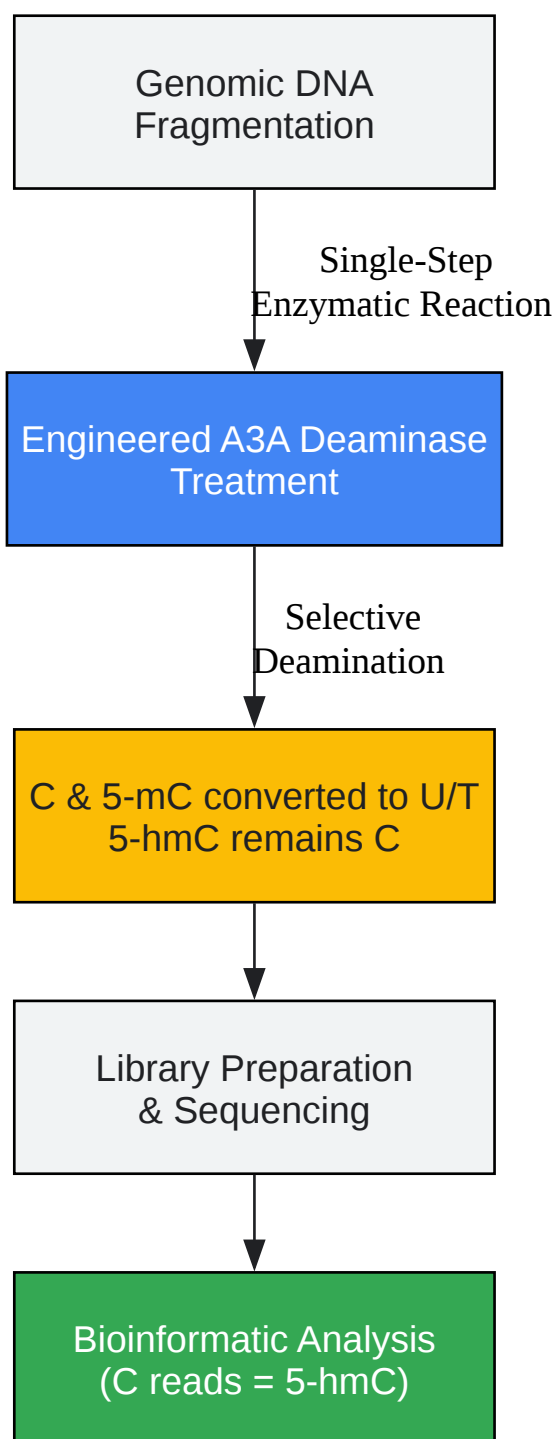 Genomic DNA
Fragmentation
Single-Step
Enzymatic Reaction
Engineered A3A Deaminase
Treatment
Selective
Deamination
C & 5-mC converted to U/T
5-hmC remains C
Library Preparation
& Sequencing
Bioinformatic Analysis
(C reads = 5-hmC)